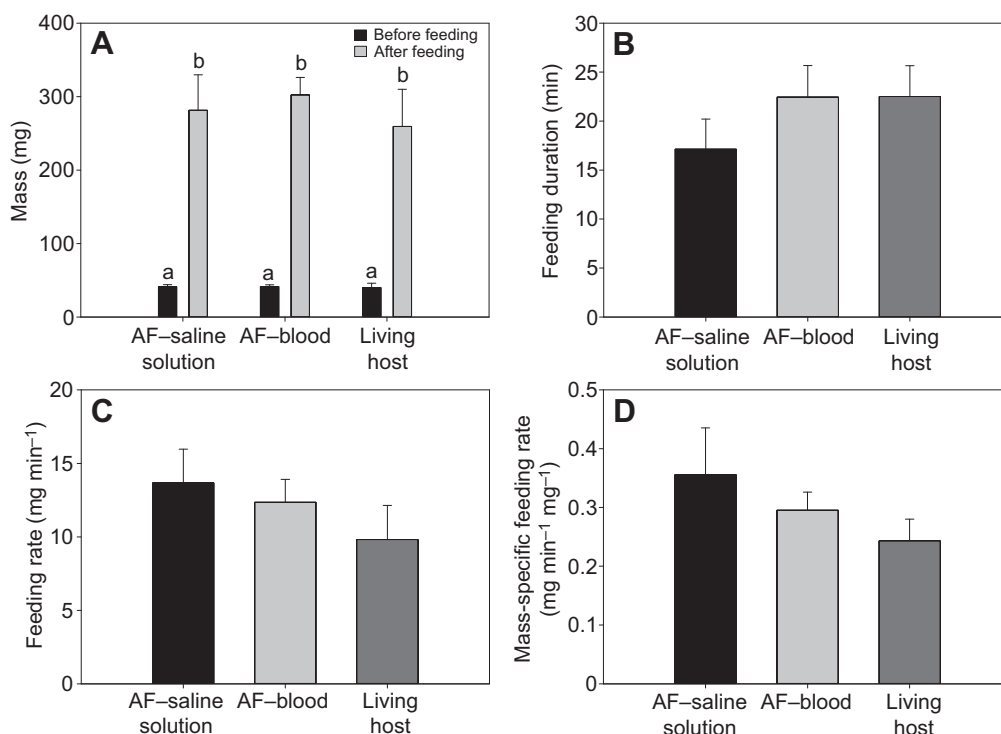 A
Before feeding
After feeding
Mass (mg)
400
300
200
100
0
a
b
a
b
a
b
AF–saline
solution
AF–blood
Living
host
B
Feeding duration (min)
30
25
20
15
10
5
0
AF–saline
solution
AF–blood
Living
host
C
Feeding rate (mg min⁻¹)
20
15
10
5
0
AF–saline
solution
AF–blood
Living
host
D
Mass-specific feeding rate
(mg min⁻¹ mg⁻¹)
0.5
0.4
0.3
0.2
0.1
0
AF–saline
solution
AF–blood
Living
host